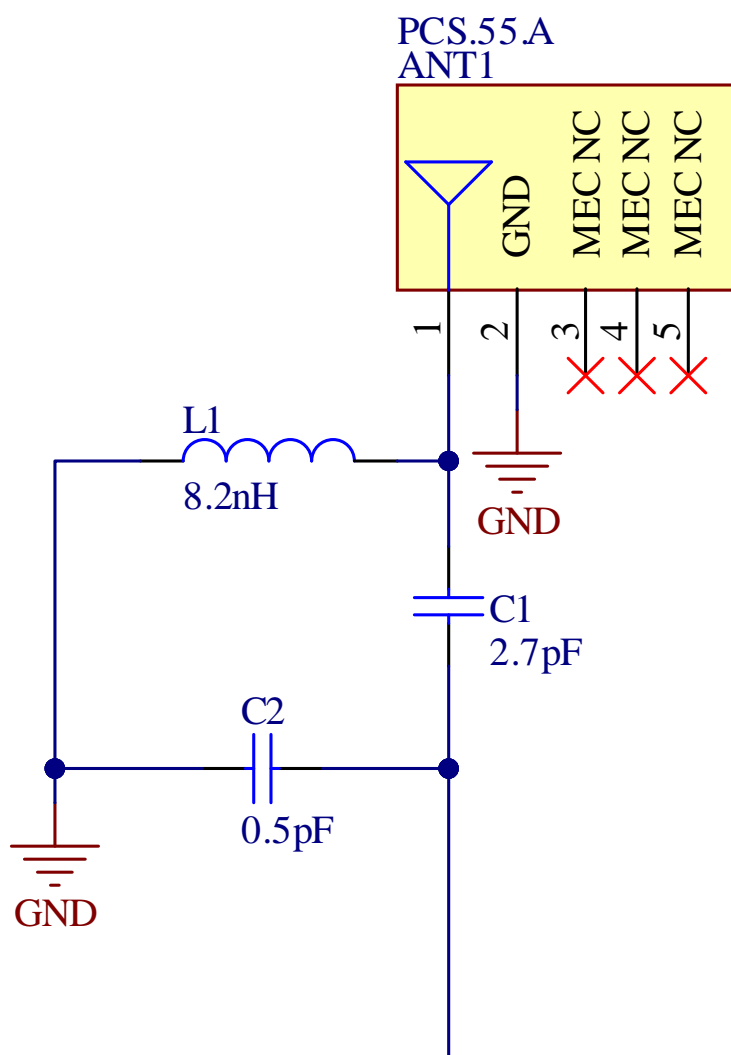 PCS.55.A
ANT1
GND
MEC NC
MEC NC
MEC NC
1
2
3
4
5
L1
8.2nH
GND
C1
2.7pF
C2
0.5pF
GND